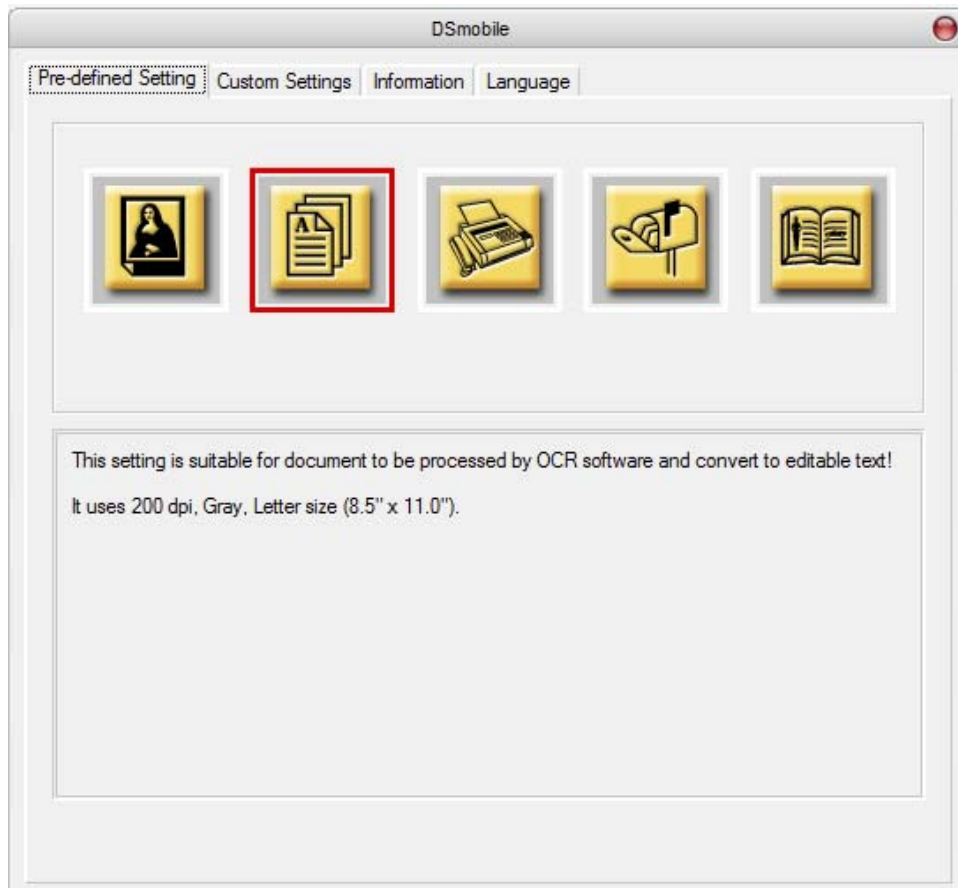 DSmobile
Pre-defined Setting Custom Settings Information Language
A
This setting is suitable for document to be processed by OCR software and convert to editable text!
It uses 200 dpi, Gray, Letter size (8.5" x 11.0").